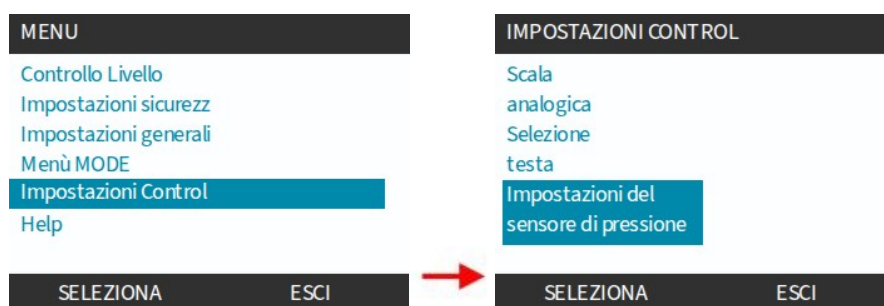 MENU
Controllo Livello
Impostazioni sicurezz
Impostazioni generali
Menù MODE
Impostazioni Control
Help
SELEZIONA ESCI
IMPOSTAZIONI CONTROL
Scala
analogica
Selezione
testa
Impostazioni del
sensore di pressione
SELEZIONA ESCI